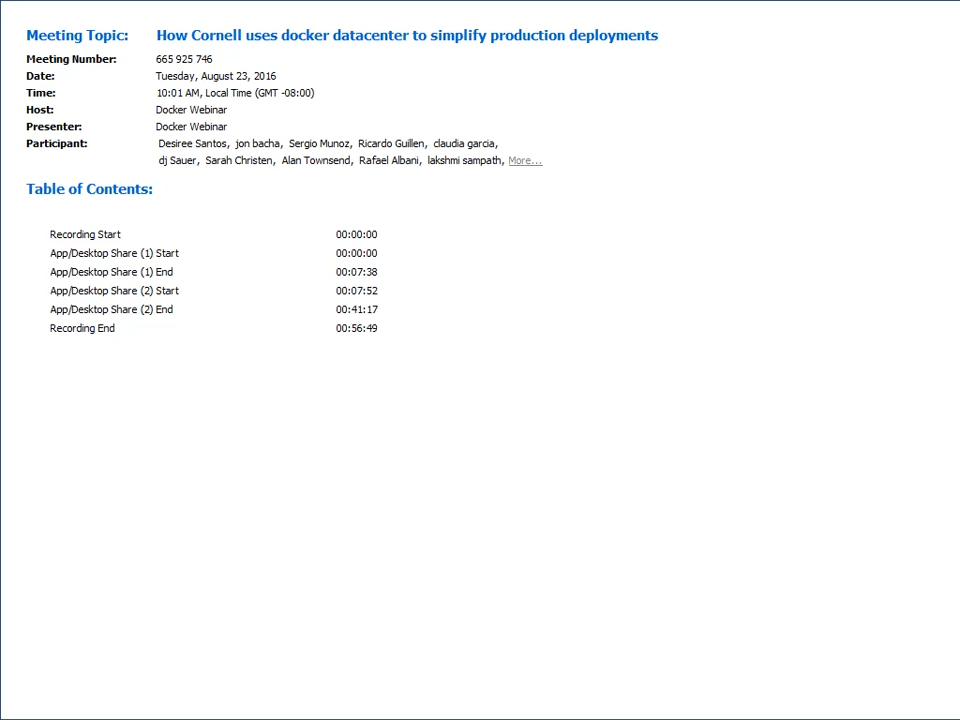 Meeting Topic: How Cornell uses docker datacenter to simplify production deployments
Meeting Number: 665 925 746
Date: Tuesday, August 23, 2016
Time: 10:01 AM, Local Time (GMT -08:00)
Host: Docker Webinar
Presenter: Docker Webinar
Participant: Desiree Santos, jon bacha, Sergio Munoz, Ricardo Guillen, claudia garcia,
dj Sauer, Sarah Christen, Alan Townsend, Rafael Albani, lakshmi sampath, More...
Table of Contents:
Recording Start 00:00:00
App/Desktop Share (1) Start 00:00:00
App/Desktop Share (1) End 00:07:38
App/Desktop Share (2) Start 00:07:52
App/Desktop Share (2) End 00:41:17
Recording End 00:56:49